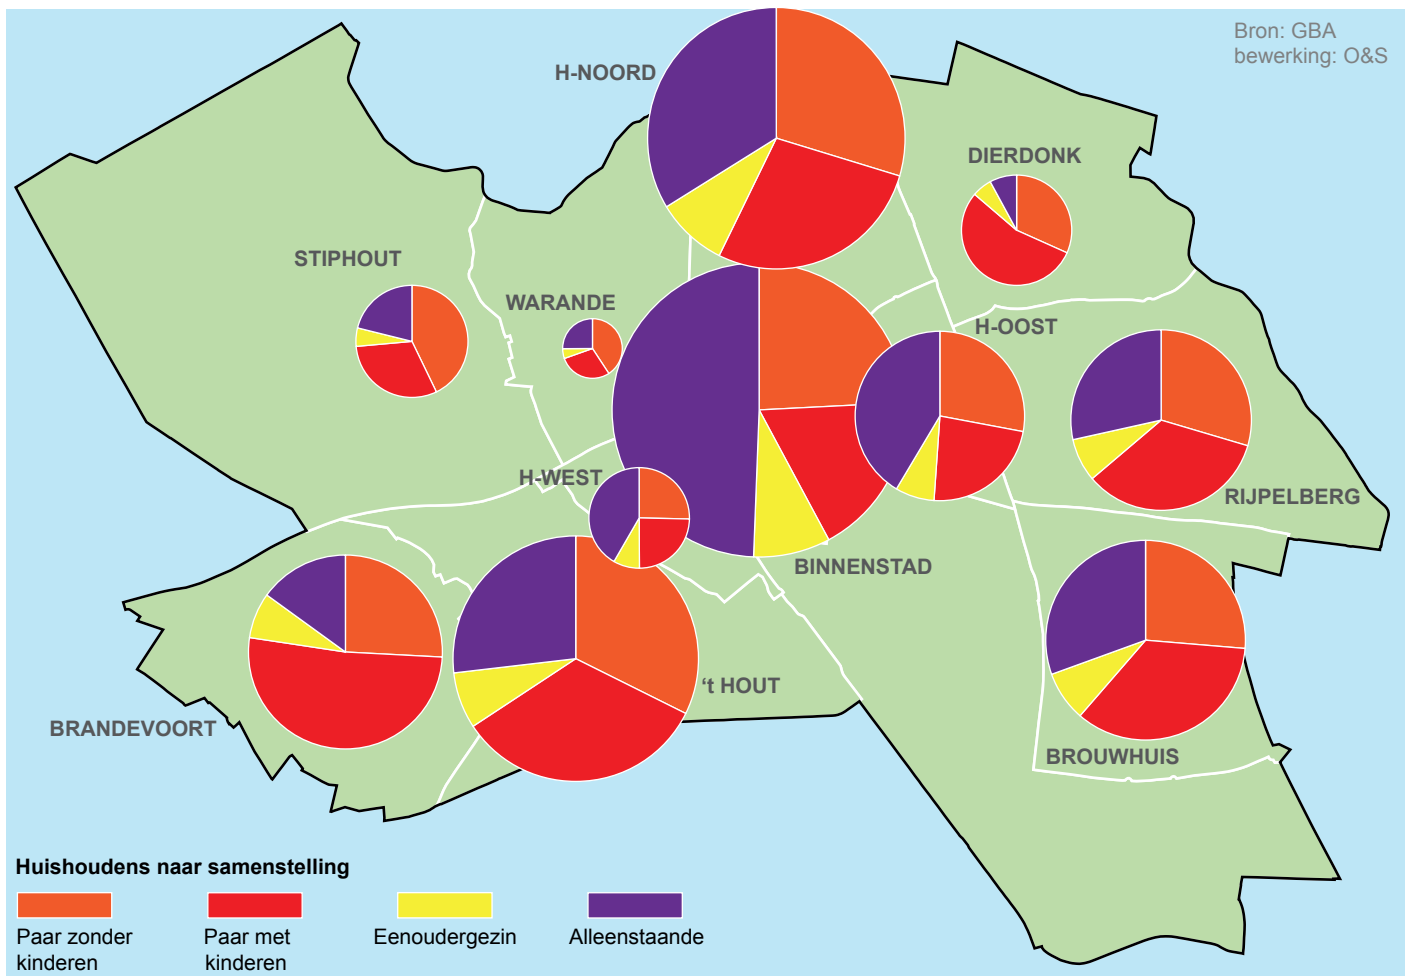 Bron: GBA
bewerking: O&S
H-NOORD
DIERDONK
STIPHOUT
WARANDE
H-OOST
H-WEST
RIJPELBERG
BINNENSTAD
‘t HOUT
BRANDEVOORT
BROUWHUIS
Huishoudens naar samenstelling
Paar zonder
kinderen
Paar met
kinderen
Eenoudergezin
Alleenstaande